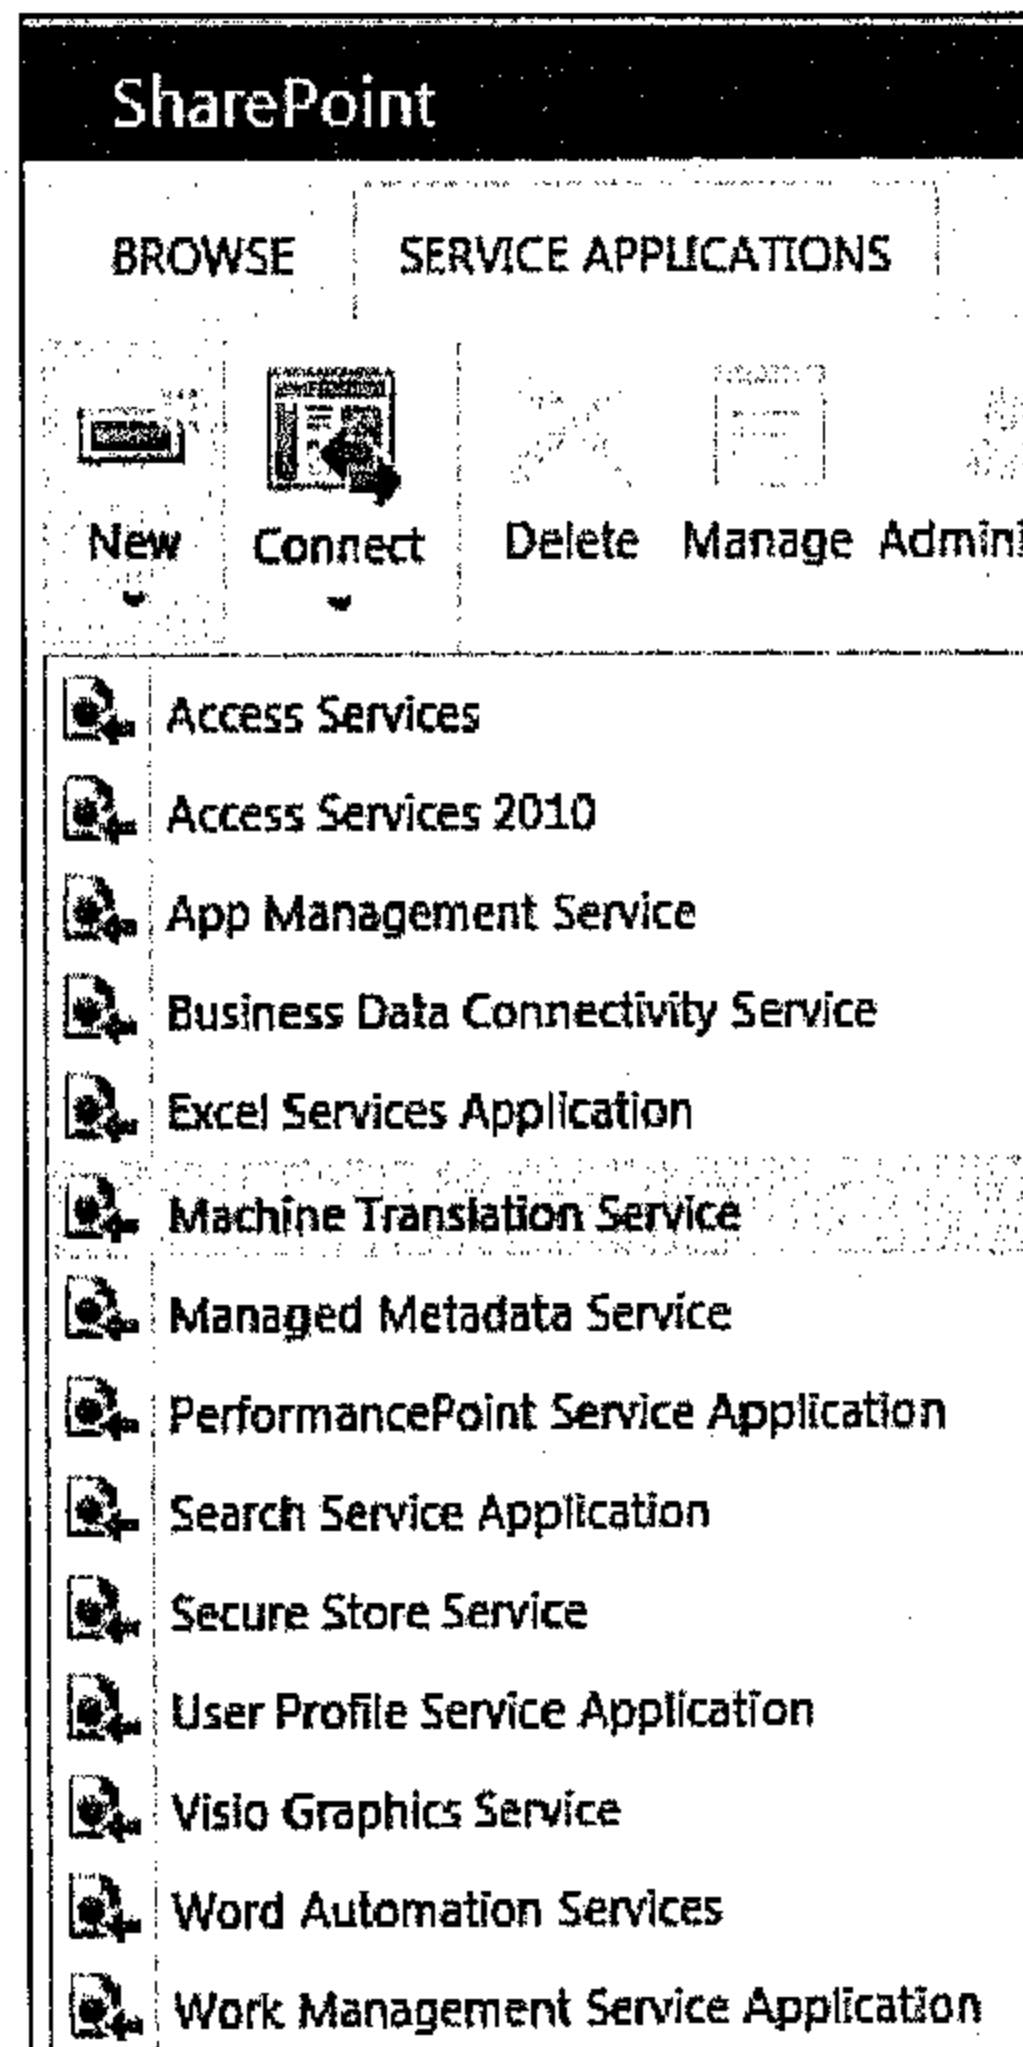 SharePoint
BROWSE SERVICE APPLICATIONS
New Connect Delete Manage Admini
Access Services
Access Services 2010
App Management Service
Business Data Connectivity Service
Excel Services Application
Machine Translation Service
Managed Metadata Service
PerformancePoint Service Application
Search Service Application
Secure Store Service
User Profile Service Application
Visio Graphics Service
Word Automation Services
Work Management Service Application